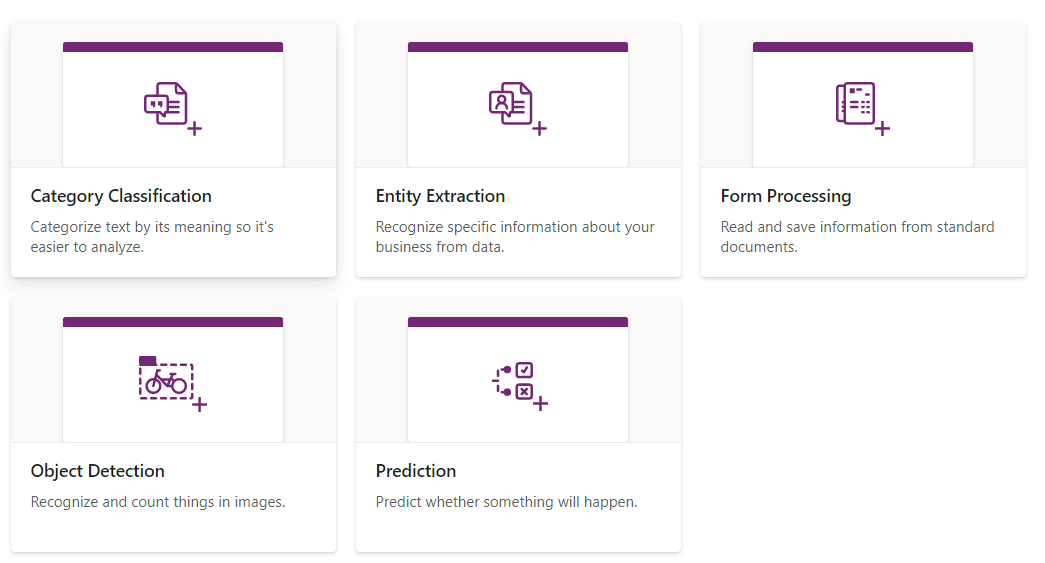 Category Classification
Categorize text by its meaning so it's
easier to analyze.
Entity Extraction
Recognize specific information about your
business from data.
Form Processing
Read and save information from standard
documents.
Object Detection
Recognize and count things in images.
Prediction
Predict whether something will happen.